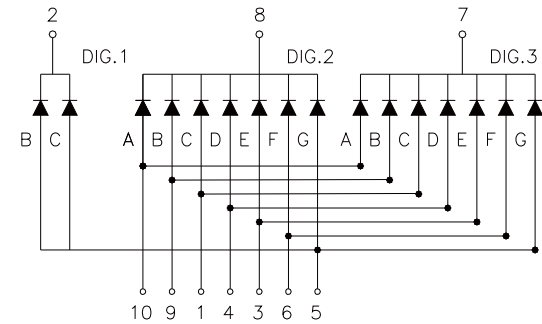 2 8 7
DIG.1 DIG.2 DIG.3
B C A B C D E F G A B C D E F G
10 9 1 4 3 6 5